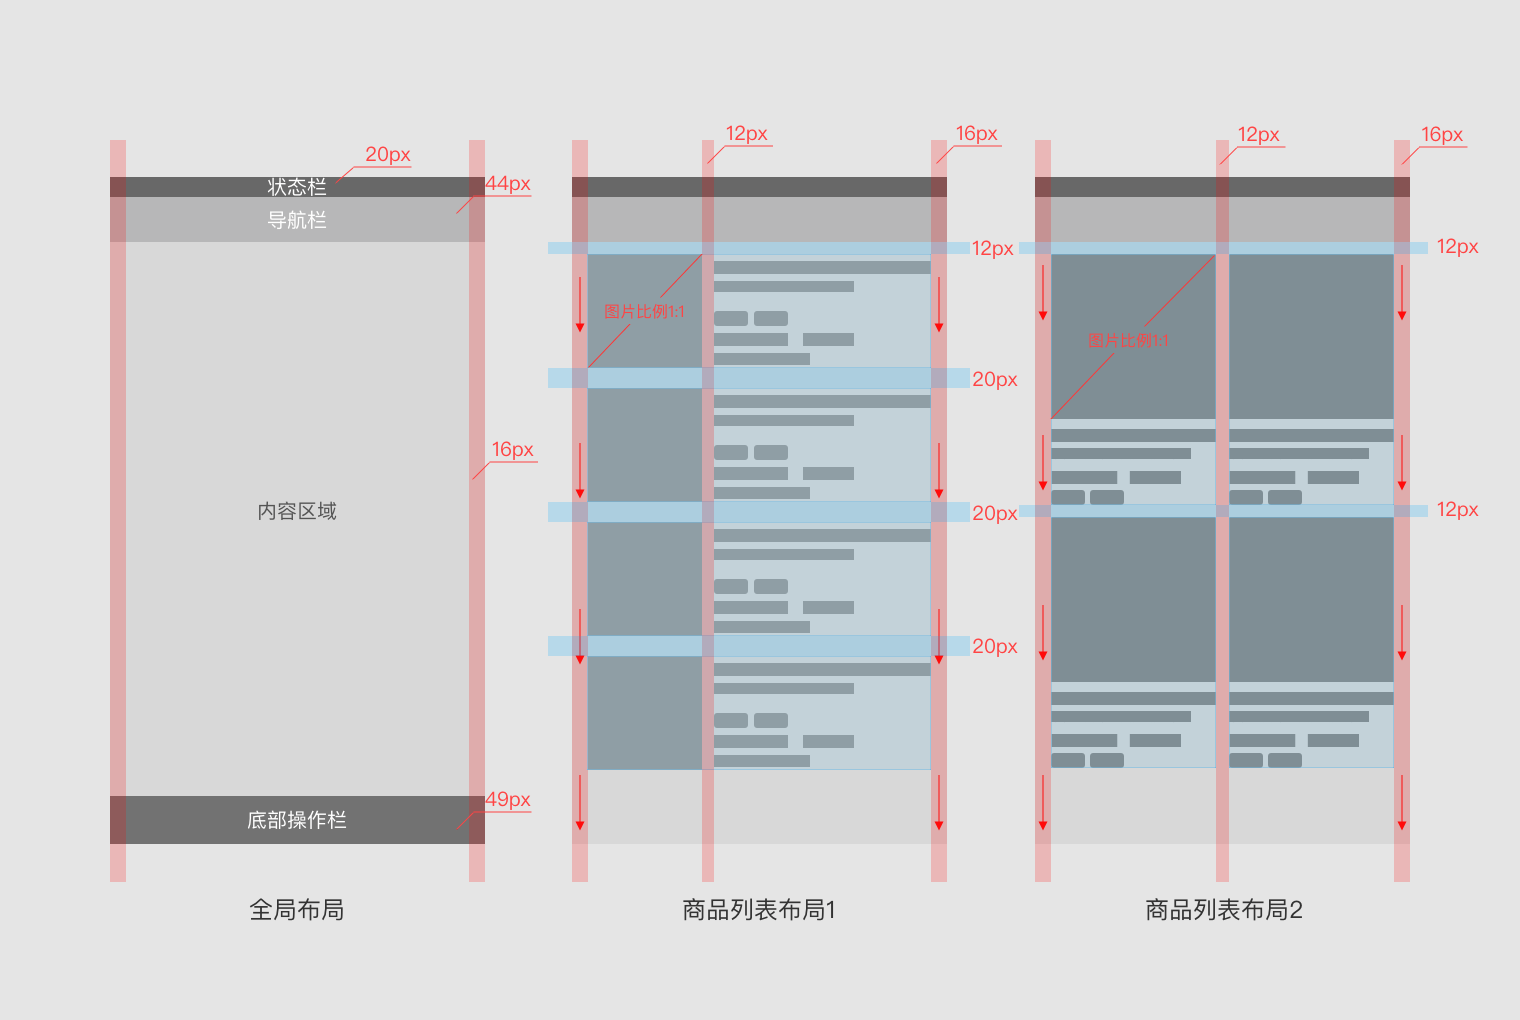 20px
状态栏
44px
导航栏
16px
内容区域
49px
底部操作栏
全局布局
12px
16px
12px
图片比例1:1
20px
20px
20px
商品列表布局1
12px
16px
12px
图片比例1:1
12px
商品列表布局2